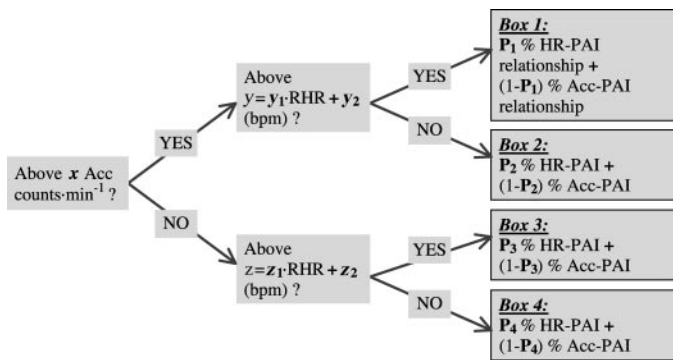 Above x Acc
counts·min⁻¹ ?
YES
NO
Above
y=y₁·RHR + y₂
(bpm) ?
Above
z=z₁·RHR + z₂
(bpm) ?
YES
NO
YES
NO
Box 1:
P₁ % HR-PAI
relationship +
(1-P₁) % Acc-PAI
relationship
Box 2:
P₂ % HR-PAI +
(1-P₂) % Acc-PAI
Box 3:
P₃ % HR-PAI +
(1-P₃) % Acc-PAI
Box 4:
P₄ % HR-PAI +
(1-P₄) % Acc-PAI